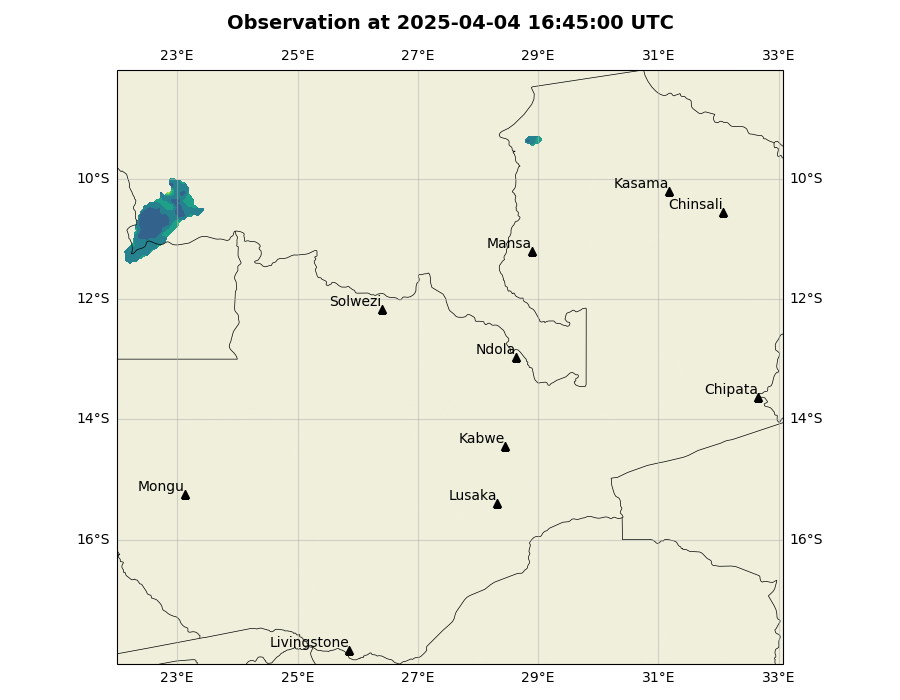 Observation at 2025-04-04 16:45:00 UTC
23°E 25°E 27°E 29°E 31°E 33°E
10°S 10°S
Kasama
Chinsali
Mansa
12°S 12°S
Solwezi
Ndola
Chipata
14°S 14°S
Kabwe
Mongu
Lusaka
16°S 16°S
Livingstone
23°E 25°E 27°E 29°E 31°E 33°E